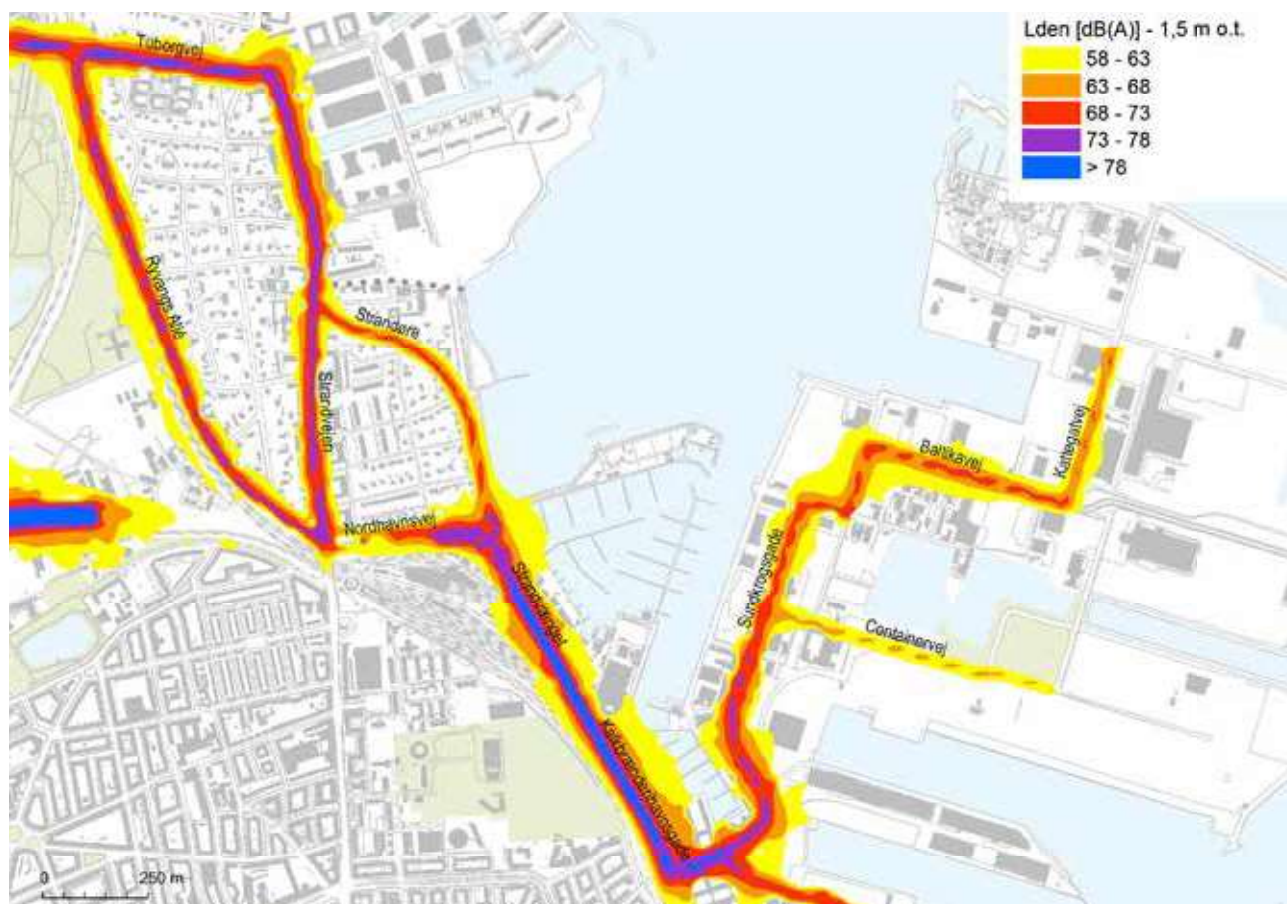 Lden [dB(A)] - 1,5 m o.t.
58 - 63
63 - 68
68 - 73
73 - 78
> 78
Tuborgvej
Ryvangs Allé
Strandøre
Strandvejen
Baltikavej
Kattegatvej
Nordhavnsvej
Strandvænget
Sundkrogsgade
Containervej
Kalkbrænderihavnsgade
0 250 m